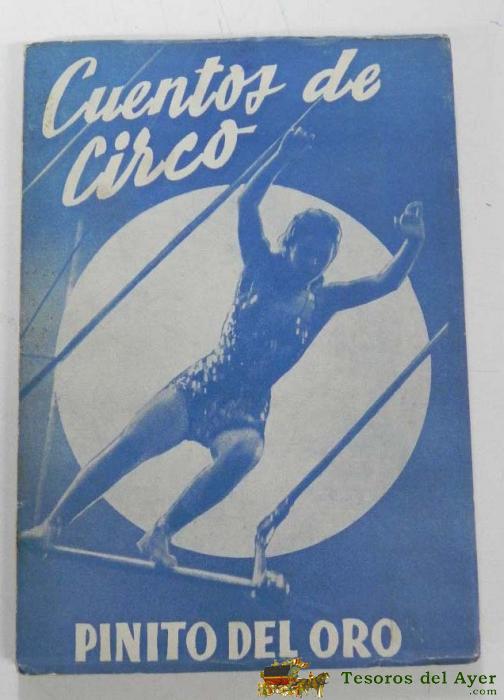 Cuentos de
Circo
PINITO DEL ORO
Tesoros del Ayer
.com